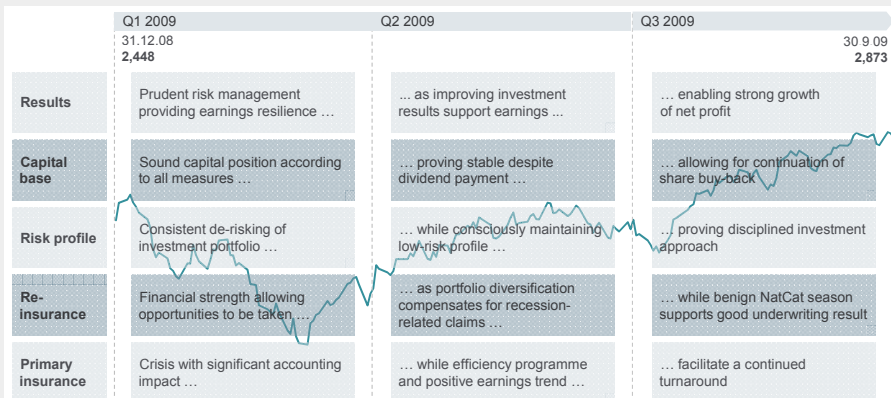 Q1 2009
Q2 2009
Q3 2009
31.12.08
2,448
30 9 09
2,873
Results
Prudent risk management
providing earnings resilience …
... as improving investment
results support earnings ...
… enabling strong growth
of net profit
Capital
base
Sound capital position according
to all measures …
… proving stable despite
dividend payment …
… allowing for continuation of
share buy-back
Risk profile
Consistent de-risking of
investment portfolio …
… while consciously maintaining
low-risk profile …
… proving disciplined investment
approach
Re-
insurance
Financial strength allowing
opportunities to be taken …
… as portfolio diversification
compensates for recession-
related claims …
… while benign NatCat season
supports good underwriting result
Primary
insurance
Crisis with significant accounting
impact …
… while efficiency programme
and positive earnings trend …
… facilitate a continued
turnaround